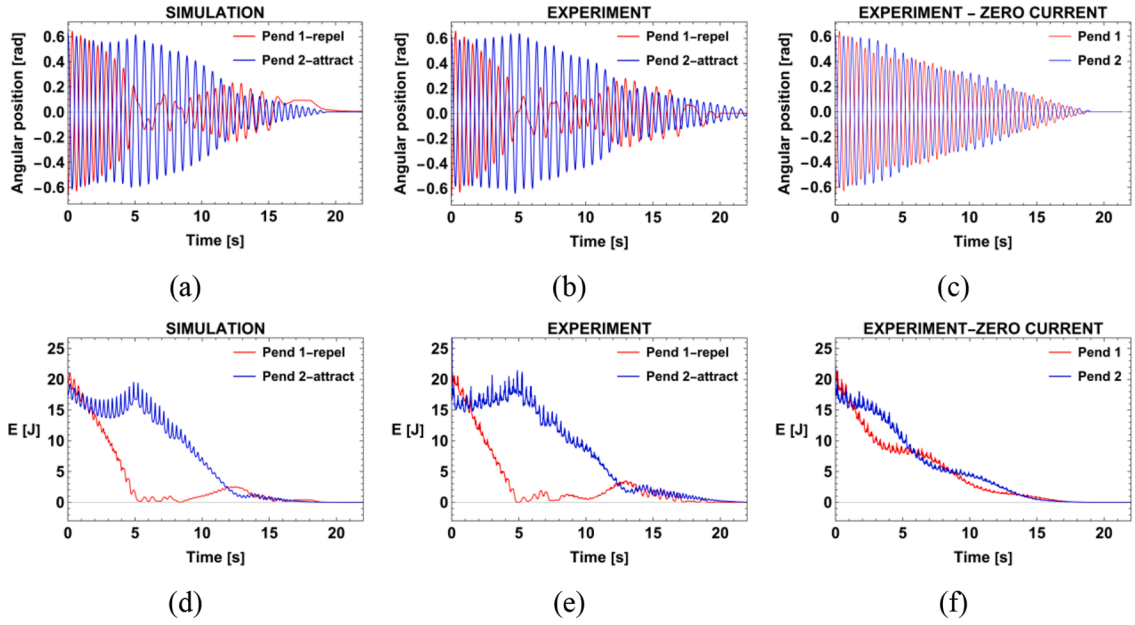 SIMULATION
Angular position [rad]
0.6
0.4
0.2
0.0
−0.2
−0.4
−0.6
Pend 1−repel
Pend 2−attract
0 5 10 15 20
Time [s]
(a)
EXPERIMENT
Angular position [rad]
0.6
0.4
0.2
0.0
−0.2
−0.4
−0.6
Pend 1−repel
Pend 2−attract
0 5 10 15 20
Time [s]
(b)
EXPERIMENT − ZERO CURRENT
Angular position [rad]
0.6
0.4
0.2
0.0
−0.2
−0.4
−0.6
Pend 1
Pend 2
0 5 10 15 20
Time [s]
(c)
SIMULATION
E [J]
25
20
15
10
5
0
Pend 1−repel
Pend 2−attract
0 5 10 15 20
Time [s]
(d)
EXPERIMENT
E [J]
25
20
15
10
5
0
Pend 1−repel
Pend 2−attract
0 5 10 15 20
Time [s]
(e)
EXPERIMENT−ZERO CURRENT
E [J]
25
20
15
10
5
0
Pend 1
Pend 2
0 5 10 15 20
Time [s]
(f)